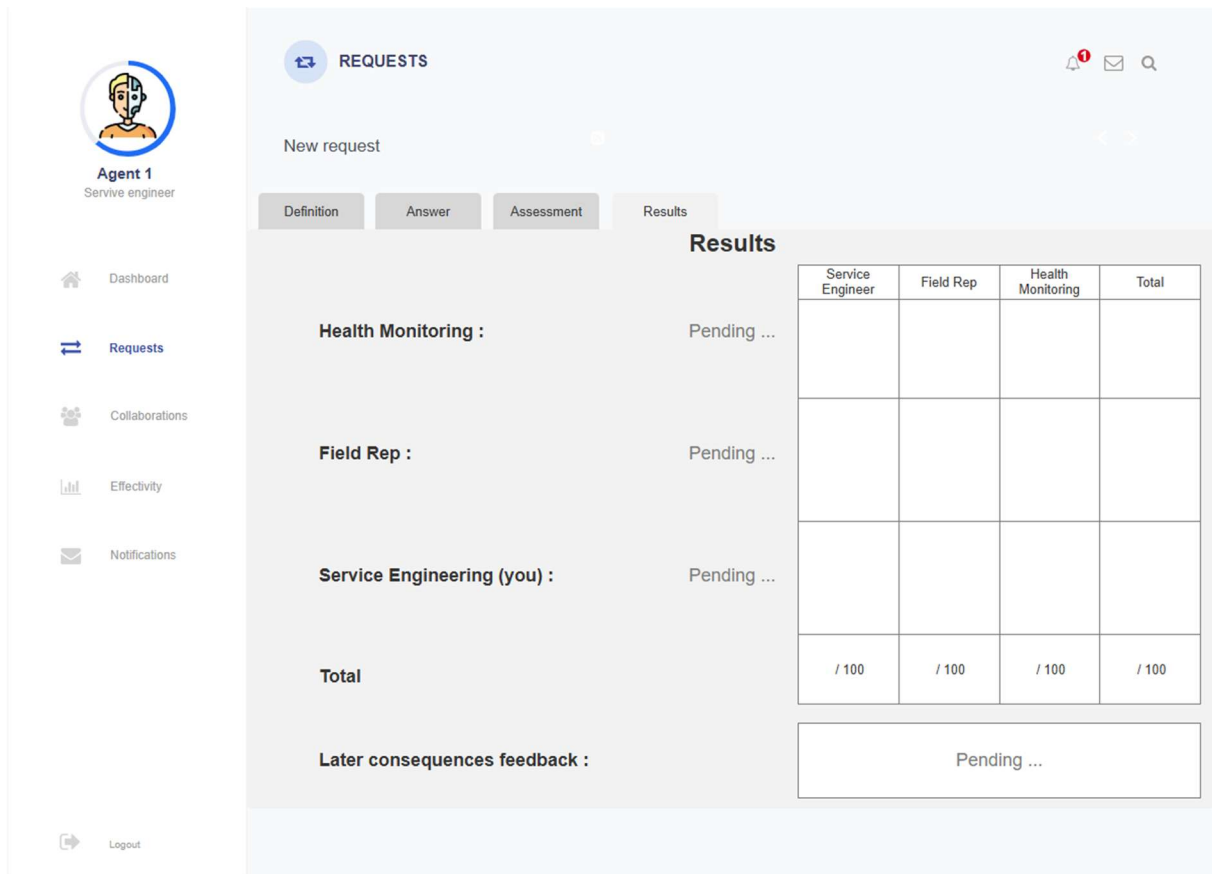 REQUESTS
1
Agent 1
Servive engineer
New request
Definition
Answer
Assessment
Results
Dashboard
Requests
Collaborations
Effectivity
Notifications
Logout
Results
Service
Engineer
Field Rep
Health
Monitoring
Total
Health Monitoring :
Pending ...
Field Rep :
Pending ...
Service Engineering (you) :
Pending ...
Total
/ 100
/ 100
/ 100
/ 100
Later consequences feedback :
Pending ...